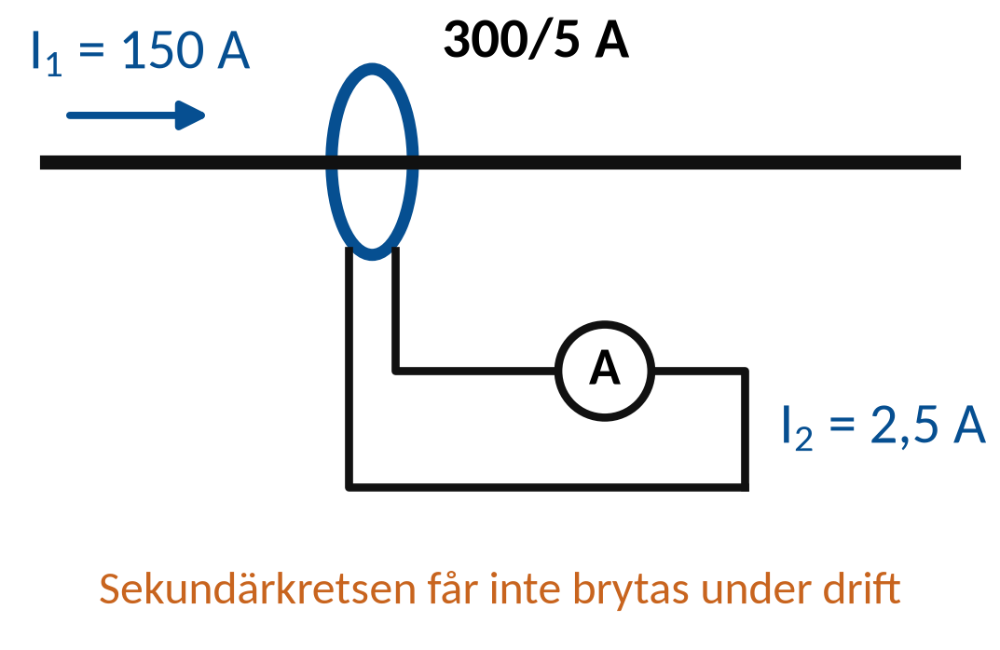 I₁ = 150 A
300/5 A
A
I₂ = 2,5 A
Sekundärkretsen får inte brytas under drift